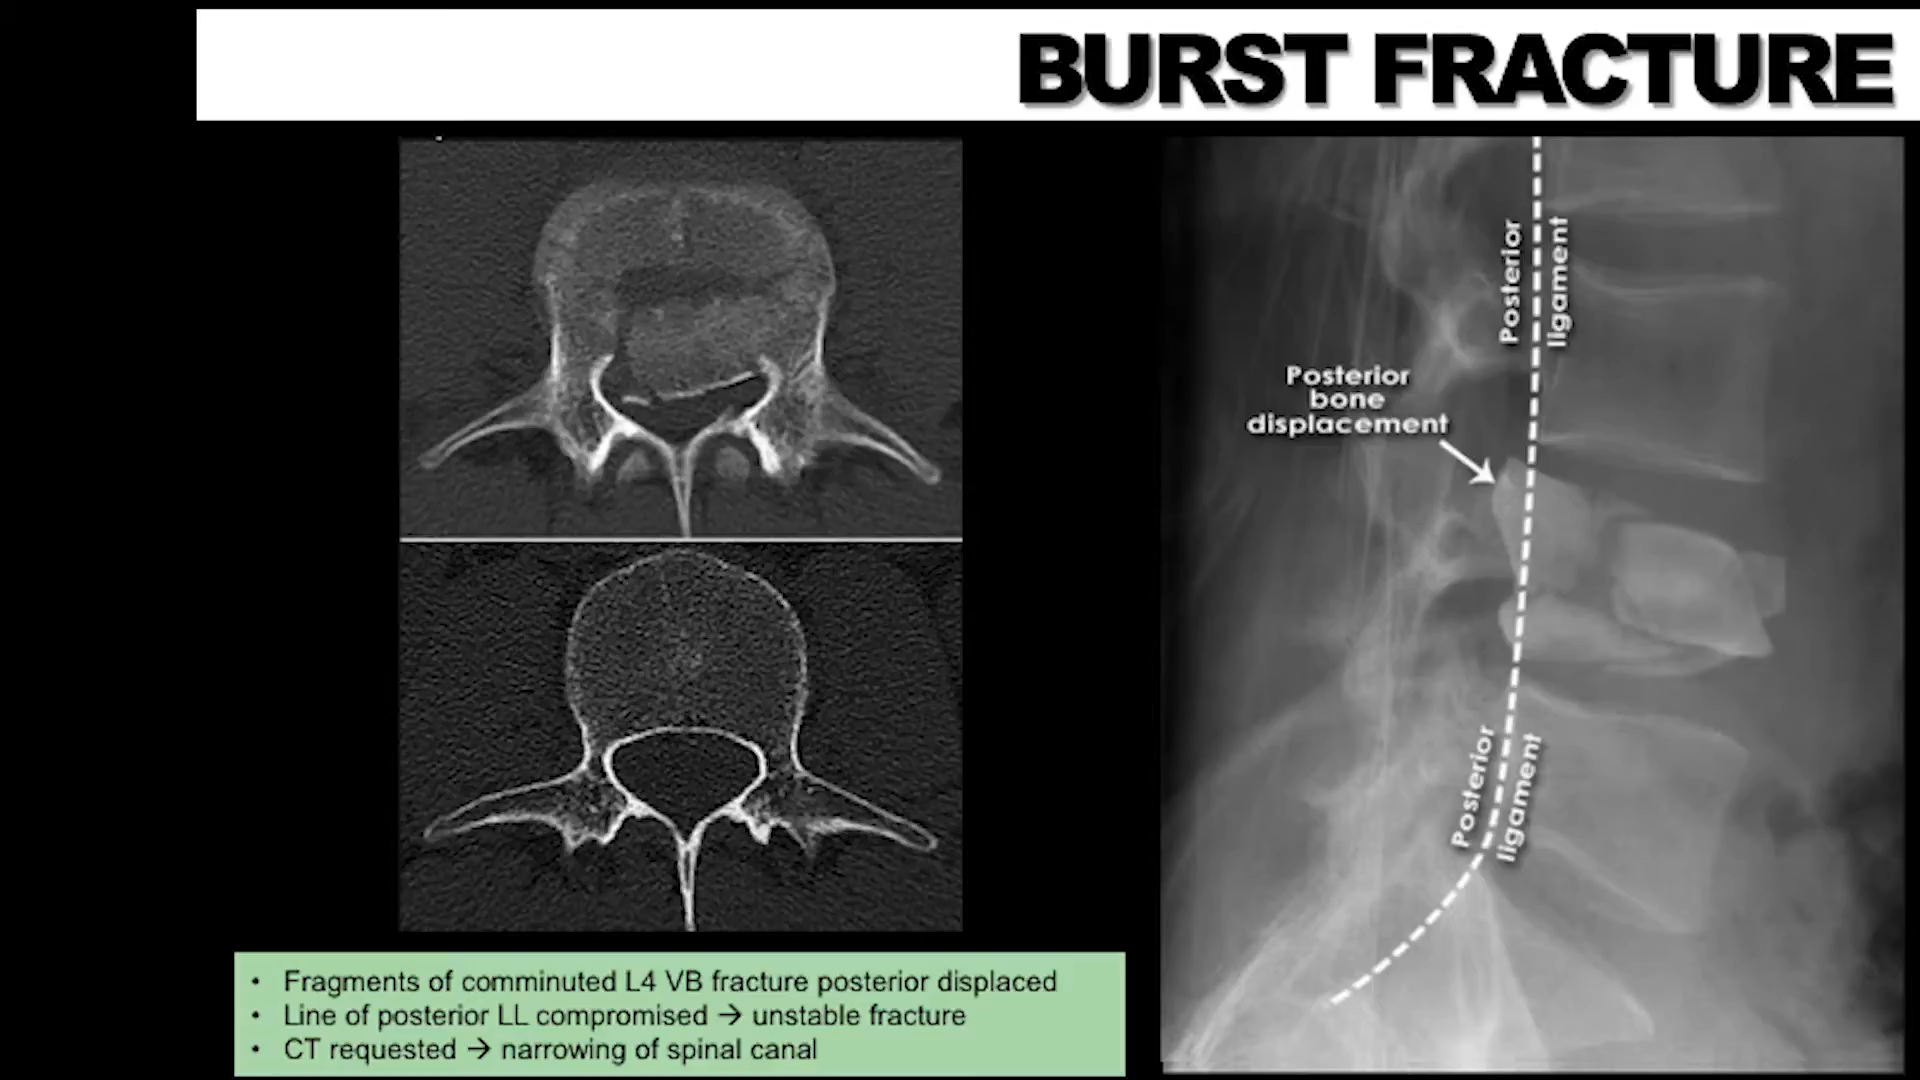 BURST FRACTURE
Posterior
ligament
Posterior
bone
displacement
Posterior
ligament
• Fragments of comminuted L4 VB fracture posterior displaced
• Line of posterior LL compromised → unstable fracture
• CT requested → narrowing of spinal canal